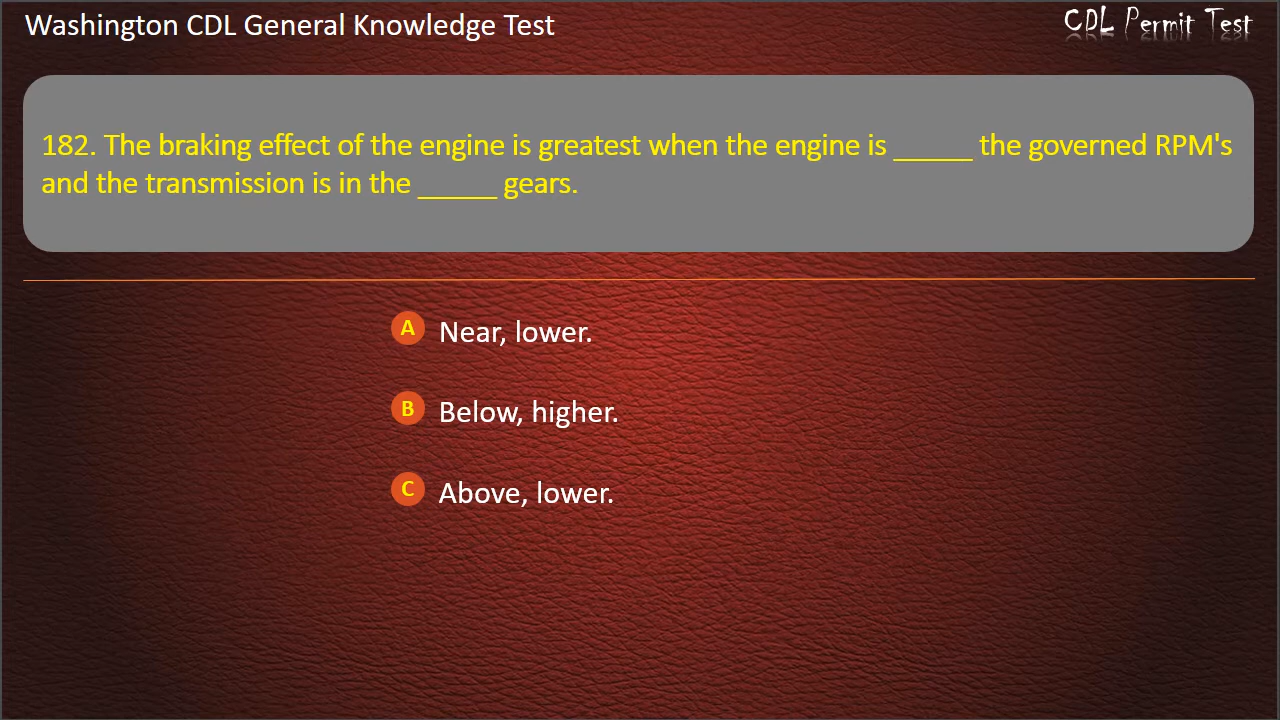 Washington CDL General Knowledge Test
CDL Permit Test
182. The braking effect of the engine is greatest when the engine is _____ the governed RPM's
and the transmission is in the _____ gears.
A Near, lower.
B Below, higher.
C Above, lower.